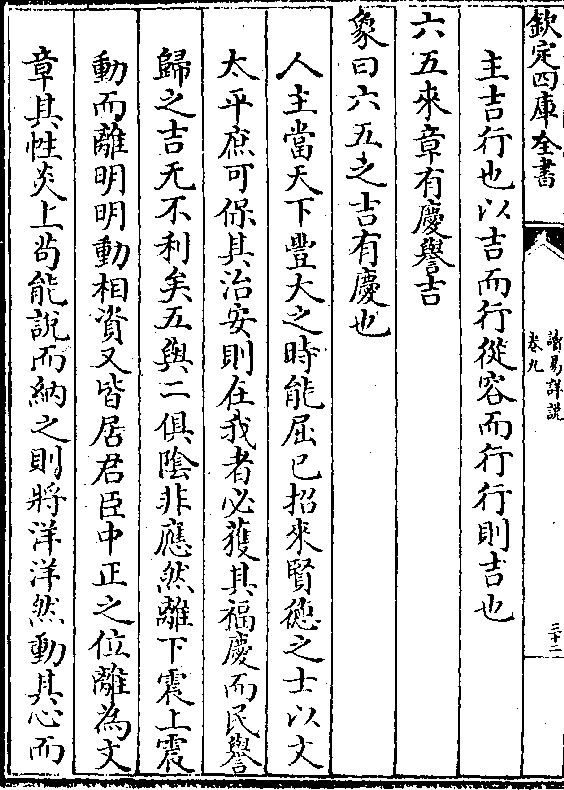 欽定四庫全書
讀易詳說
卷九
三十二
主吉行也以吉而行從容而行行則吉也
六五來章有慶譽吉
象曰六五之吉有慶也
人主當天下豐大之時能屈已招來賢德之士以文
太平庶可保其治安則在我者必獲其福慶而民譽
歸之吉无不利矣五與二俱陰非應然離下震上震
動而離明明動相資又皆居君臣中正之位離為文
章其性炎上茍能說而納之則將洋洋然動其心而